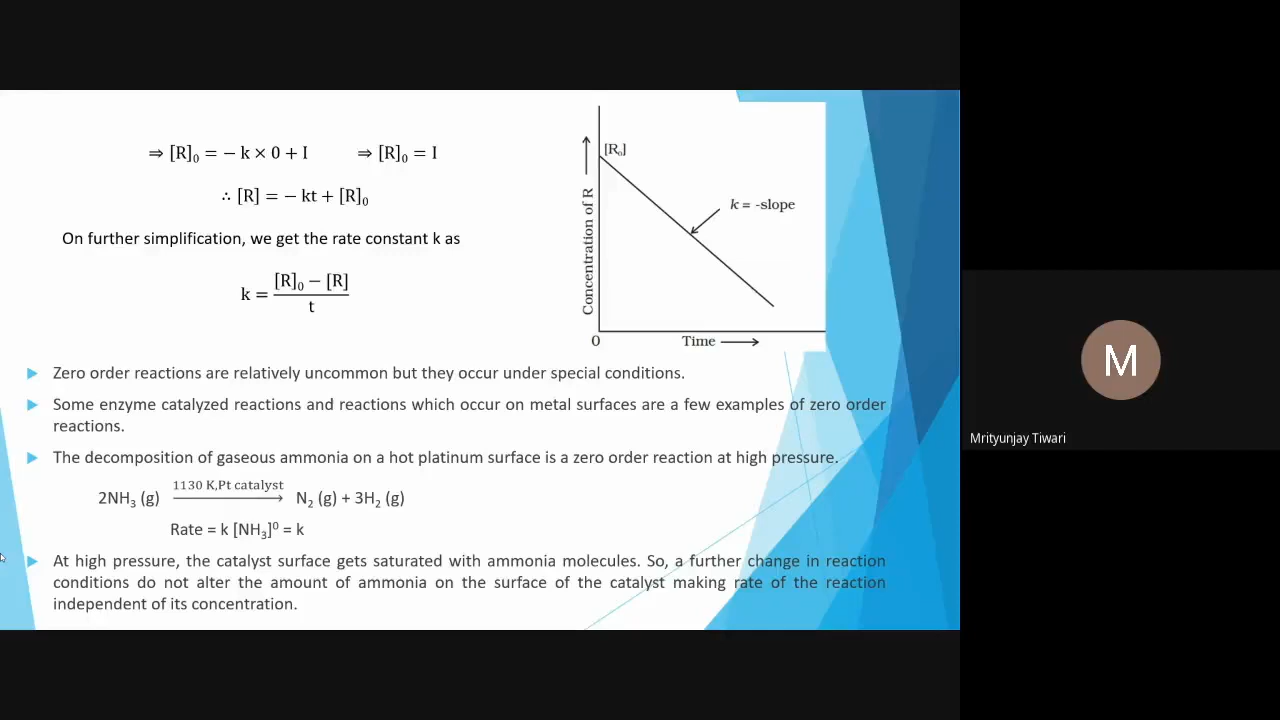 ⇒ [R]₀ = − k × 0 + I ⇒ [R]₀ = I
∴ [R] = − kt + [R]₀
On further simplification, we get the rate constant k as
k = [R]₀ − [R] / t
[R₀]
k = -slope
Concentration of R
0 Time
Zero order reactions are relatively uncommon but they occur under special conditions.
Some enzyme catalyzed reactions and reactions which occur on metal surfaces are a few examples of zero order
reactions.
The decomposition of gaseous ammonia on a hot platinum surface is a zero order reaction at high pressure.
1130 K,Pt catalyst
2NH₃ (g) ⟶ N₂ (g) + 3H₂ (g)
Rate = k [NH₃]⁰ = k
At high pressure, the catalyst surface gets saturated with ammonia molecules. So, a further change in reaction
conditions do not alter the amount of ammonia on the surface of the catalyst making rate of the reaction
independent of its concentration.
M
Mrityunjay Tiwari